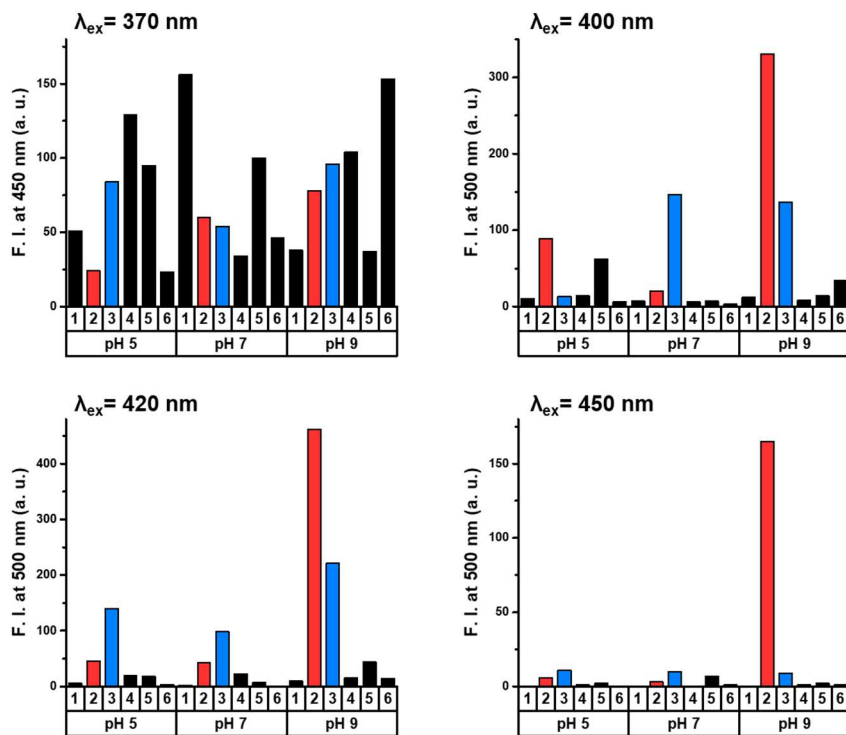 λex= 370 nm
F. I. at 450 nm (a. u.)
150
100
50
0
1 2 3 4 5 6 1 2 3 4 5 6 1 2 3 4 5 6
pH 5 pH 7 pH 9
λex= 400 nm
F. I. at 500 nm (a. u.)
300
200
100
0
1 2 3 4 5 6 1 2 3 4 5 6 1 2 3 4 5 6
pH 5 pH 7 pH 9
λex= 420 nm
F. I. at 500 nm (a. u.)
400
300
200
100
0
1 2 3 4 5 6 1 2 3 4 5 6 1 2 3 4 5 6
pH 5 pH 7 pH 9
λex= 450 nm
F. I. at 500 nm (a. u.)
150
100
50
0
1 2 3 4 5 6 1 2 3 4 5 6 1 2 3 4 5 6
pH 5 pH 7 pH 9